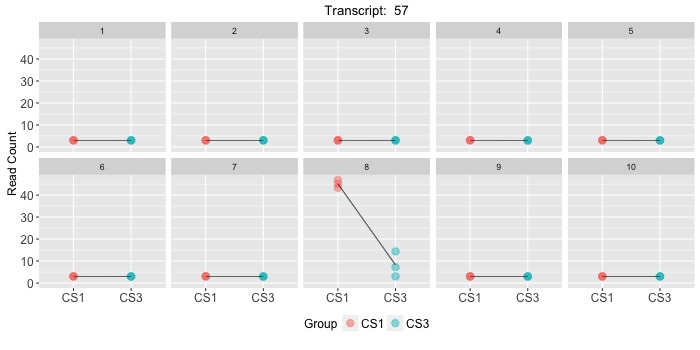 Transcript:  57
1 2 3 4 5
40
30
20
10
0
Read Count
6 7 8 9 10
40
30
20
10
0
CS1 CS3 CS1 CS3 CS1 CS3 CS1 CS3 CS1 CS3
Group CS1 CS3